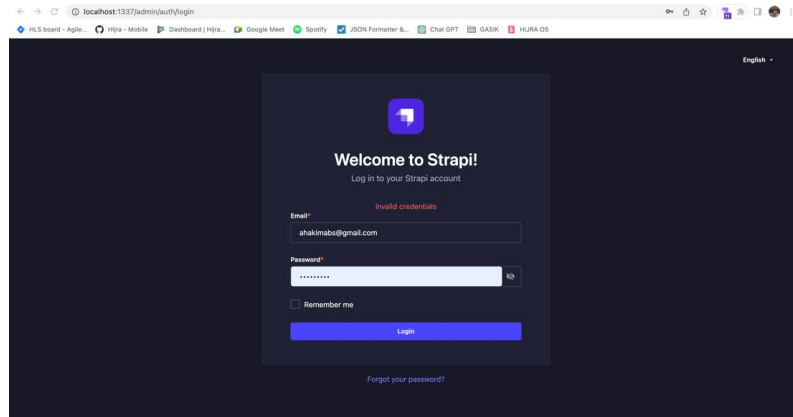 localhost:1337/admin/auth/login
HLS board - Agile... Hijra - Mobile Dashboard | Hijra... Google Meet Spotify JSON Formatter &... Chat GPT GASIK HIJRA OS
English
Welcome to Strapi!
Log in to your Strapi account
Invalid credentials
Email*
ahakimabs@gmail.com
Password*
•••••••••
Remember me
Login
Forgot your password?